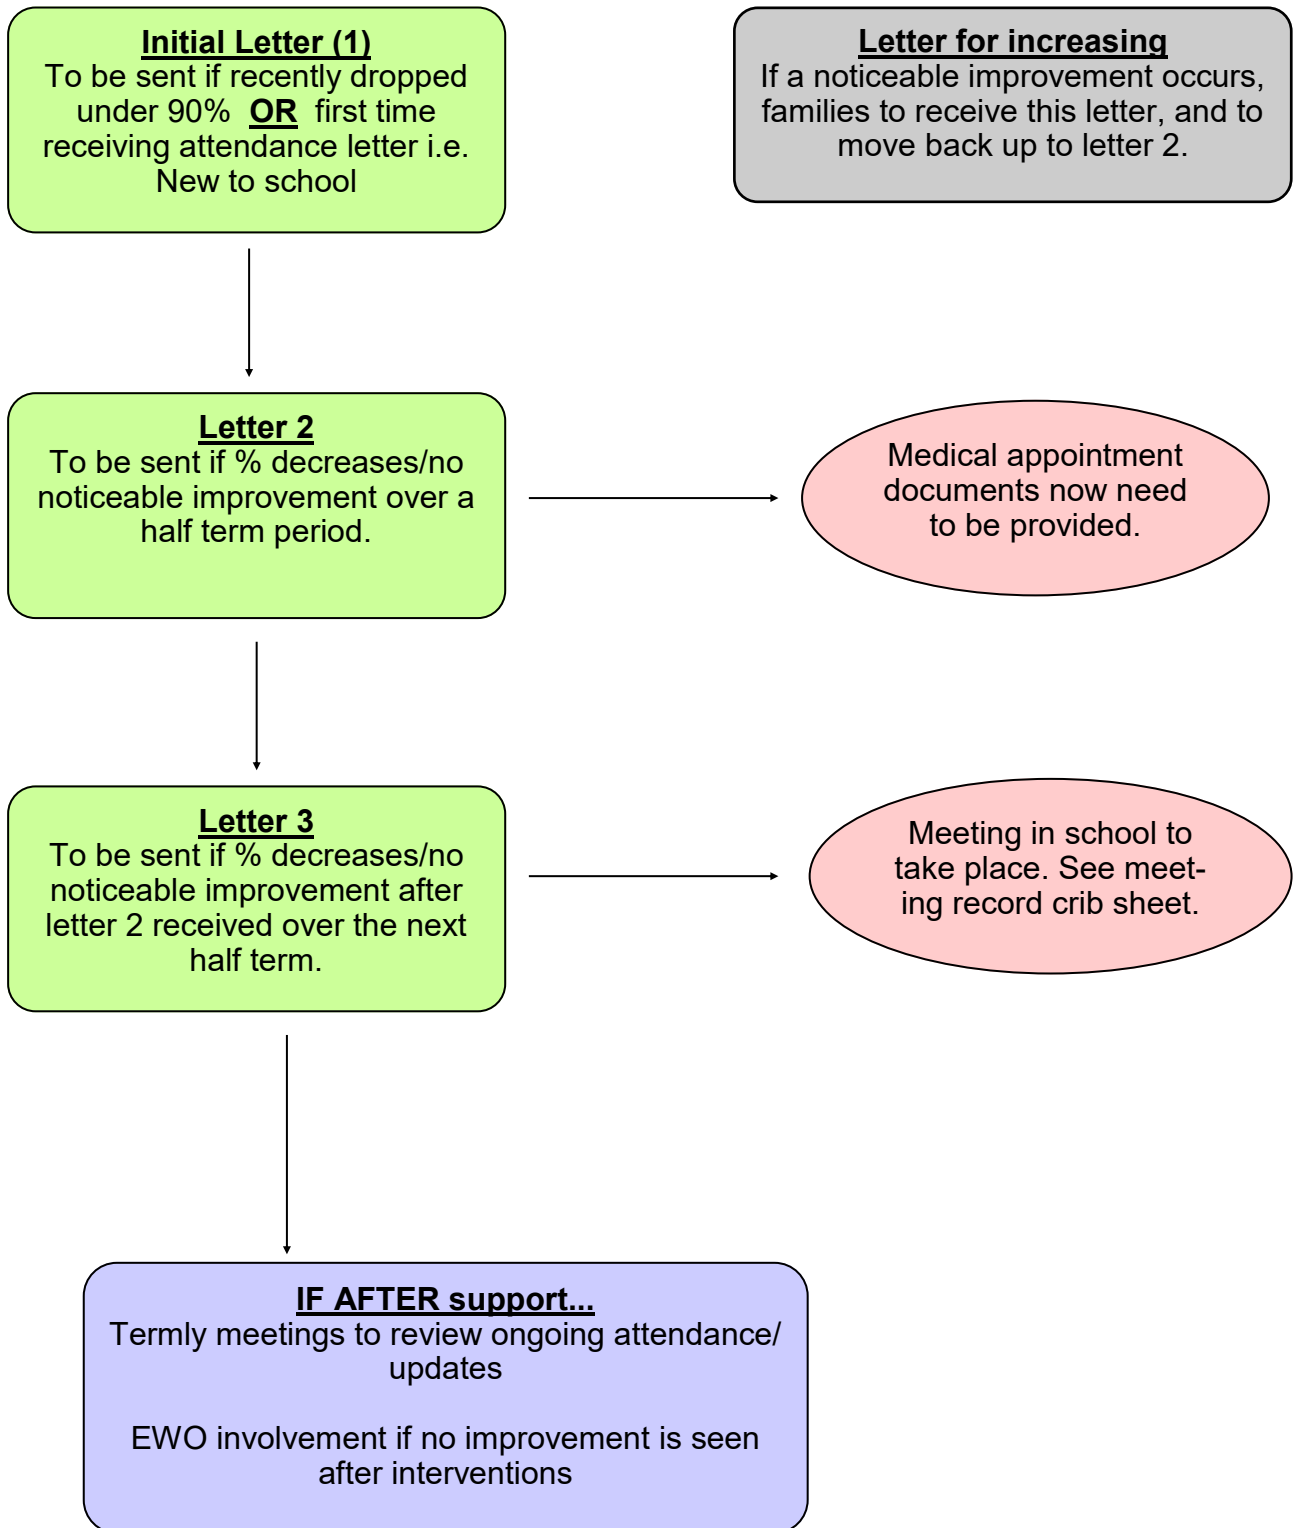 Initial Letter (1)
To be sent if recently dropped
under 90% OR first time
receiving attendance letter i.e.
New to school
Letter for increasing
If a noticeable improvement occurs,
families to receive this letter, and to
move back up to letter 2.
Letter 2
To be sent if % decreases/no
noticeable improvement over a
half term period.
Medical appointment
documents now need
to be provided.
Letter 3
To be sent if % decreases/no
noticeable improvement after
letter 2 received over the next
half term.
Meeting in school to
take place. See meet-
ing record crib sheet.
IF AFTER support...
Termly meetings to review ongoing attendance/
updates
EWO involvement if no improvement is seen
after interventions